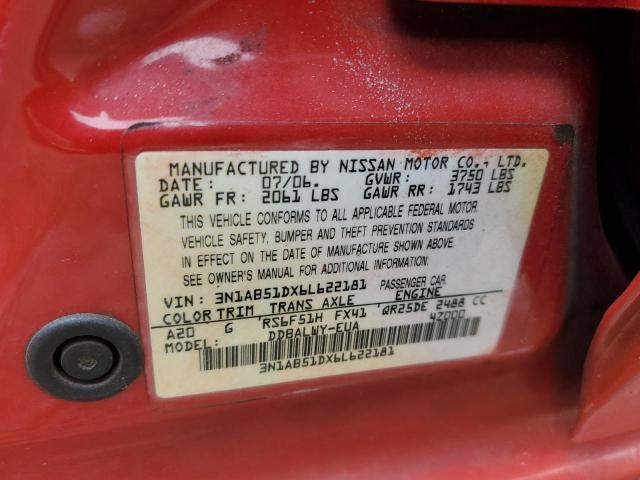 MANUFACTURED BY NISSAN MOTOR CO., LTD.
DATE: 07/06. GVWR: 3750 LBS
GAWR FR: 2061 LBS GAWR RR: 1743 LBS
THIS VEHICLE CONFORMS TO ALL APPLICABLE FEDERAL MOTOR
VEHICLE SAFETY, BUMPER AND THEFT PREVENTION STANDARDS
IN EFFECT ON THE DATE OF MANUFACTURE SHOWN ABOVE.
SEE OWNER'S MANUAL FOR ADDITIONAL INFORMATION.
VIN: 3N1AB51DX6L622181 PASSENGER CAR.
COLOR TRIM TRANS AXLE ENGINE
A20 G RS6F51H FX41 QR25DE 2488 CC
MODEL: DDBALWY-EUA 4Z000
3N1AB51DX6L622181